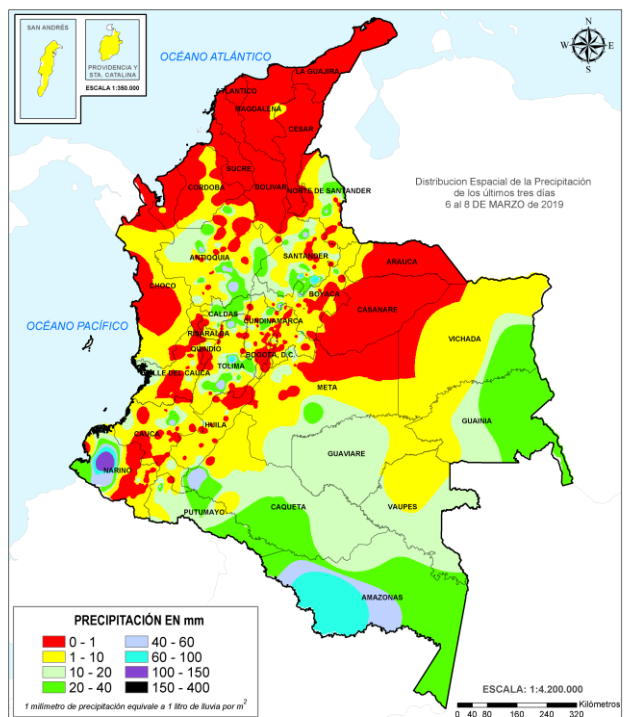 SAN ANDRÉS
PROVIDENCIA Y
STA. CATALINA
ESCALA 1:350.000
OCÉANO ATLÁNTICO
N
W
E
S
LA GUAJIRA
ATLANTICO
MAGDALENA
CESAR
SUCRE
CORDOBA
BOLIVAR
NORTE DE SANTANDER
Distribucion Espacial de la Precipitación
de los últimos tres días
6 al 8 DE MARZO de 2019
ANTIOQUIA
SANTANDER
ARAUCA
CHOCO
BOYACA
CASANARE
OCÉANO PACÍFICO
CALDAS
CUNDINAMARCA
RISARALDA
VICHADA
QUINDIO
BOGOTA, D.C.
TOLIMA
VALLE DEL CAUCA
META
GUAINIA
HUILA
CAUCA
GUAVIARE
NARIÑO
VAUPES
CAQUETA
PUTUMAYO
AMAZONAS
PRECIPITACIÓN EN mm
0 - 1
40 - 60
1 - 10
60 - 100
10 - 20
100 - 150
20 - 40
150 - 400
1 milimetro de precipitación equivale a 1 litro de lluvia por m²
ESCALA: 1:4.200.000
Kilómetros
0 40 80 160 240 320